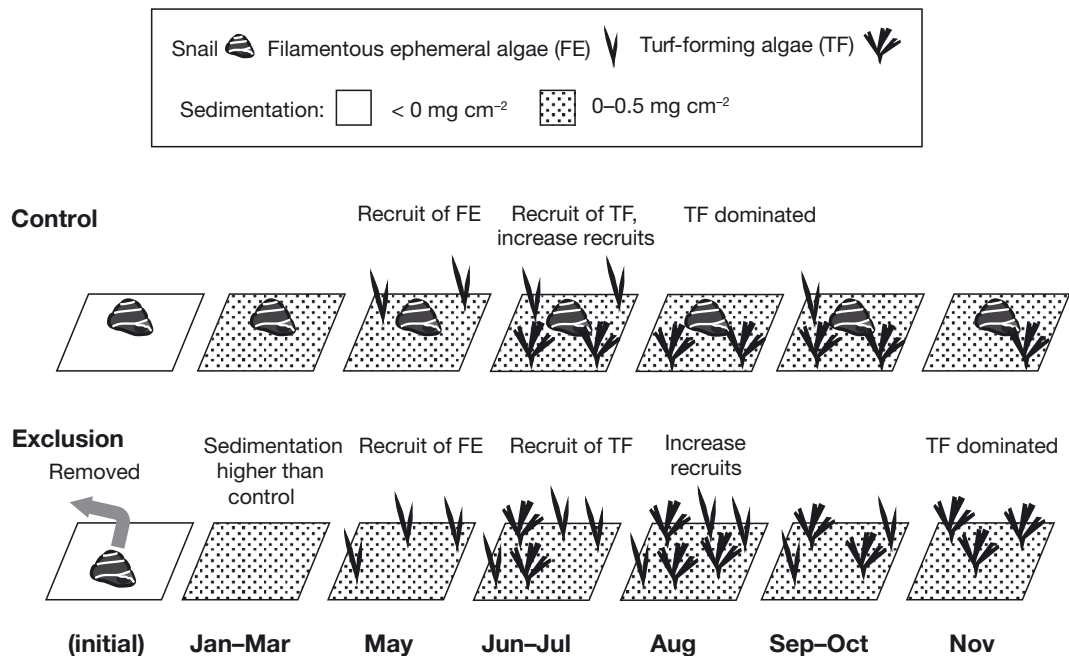 Snail Filamentous ephemeral algae (FE) Turf-forming algae (TF)
Sedimentation: < 0 mg cm⁻² 0–0.5 mg cm⁻²
Control
Recruit of FE
Recruit of TF,
increase recruits
TF dominated
Exclusion
Removed
Sedimentation
higher than
control
Recruit of FE
Recruit of TF
Increase
recruits
TF dominated
(initial) Jan–Mar May Jun–Jul Aug Sep–Oct Nov